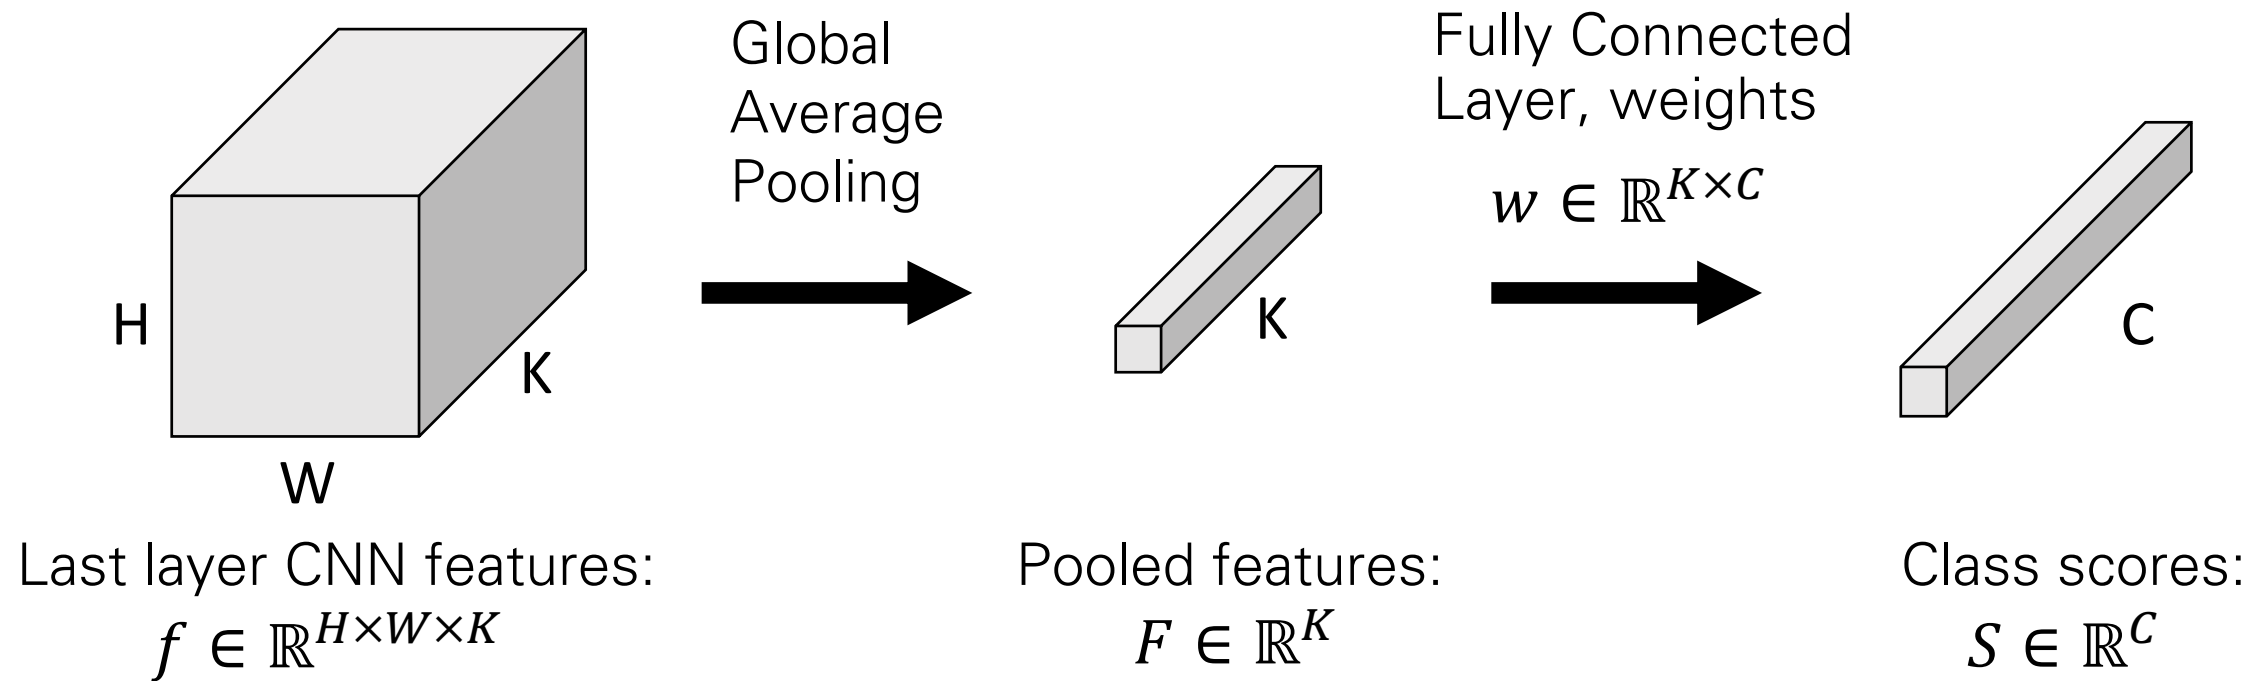 Global
Average
Pooling
Fully Connected
Layer, weights
w ∈ ℝ^{K×C}
H
W
K
K
C
Last layer CNN features:
f ∈ ℝ^{H×W×K}
Pooled features:
F ∈ ℝ^K
Class scores:
S ∈ ℝ^C